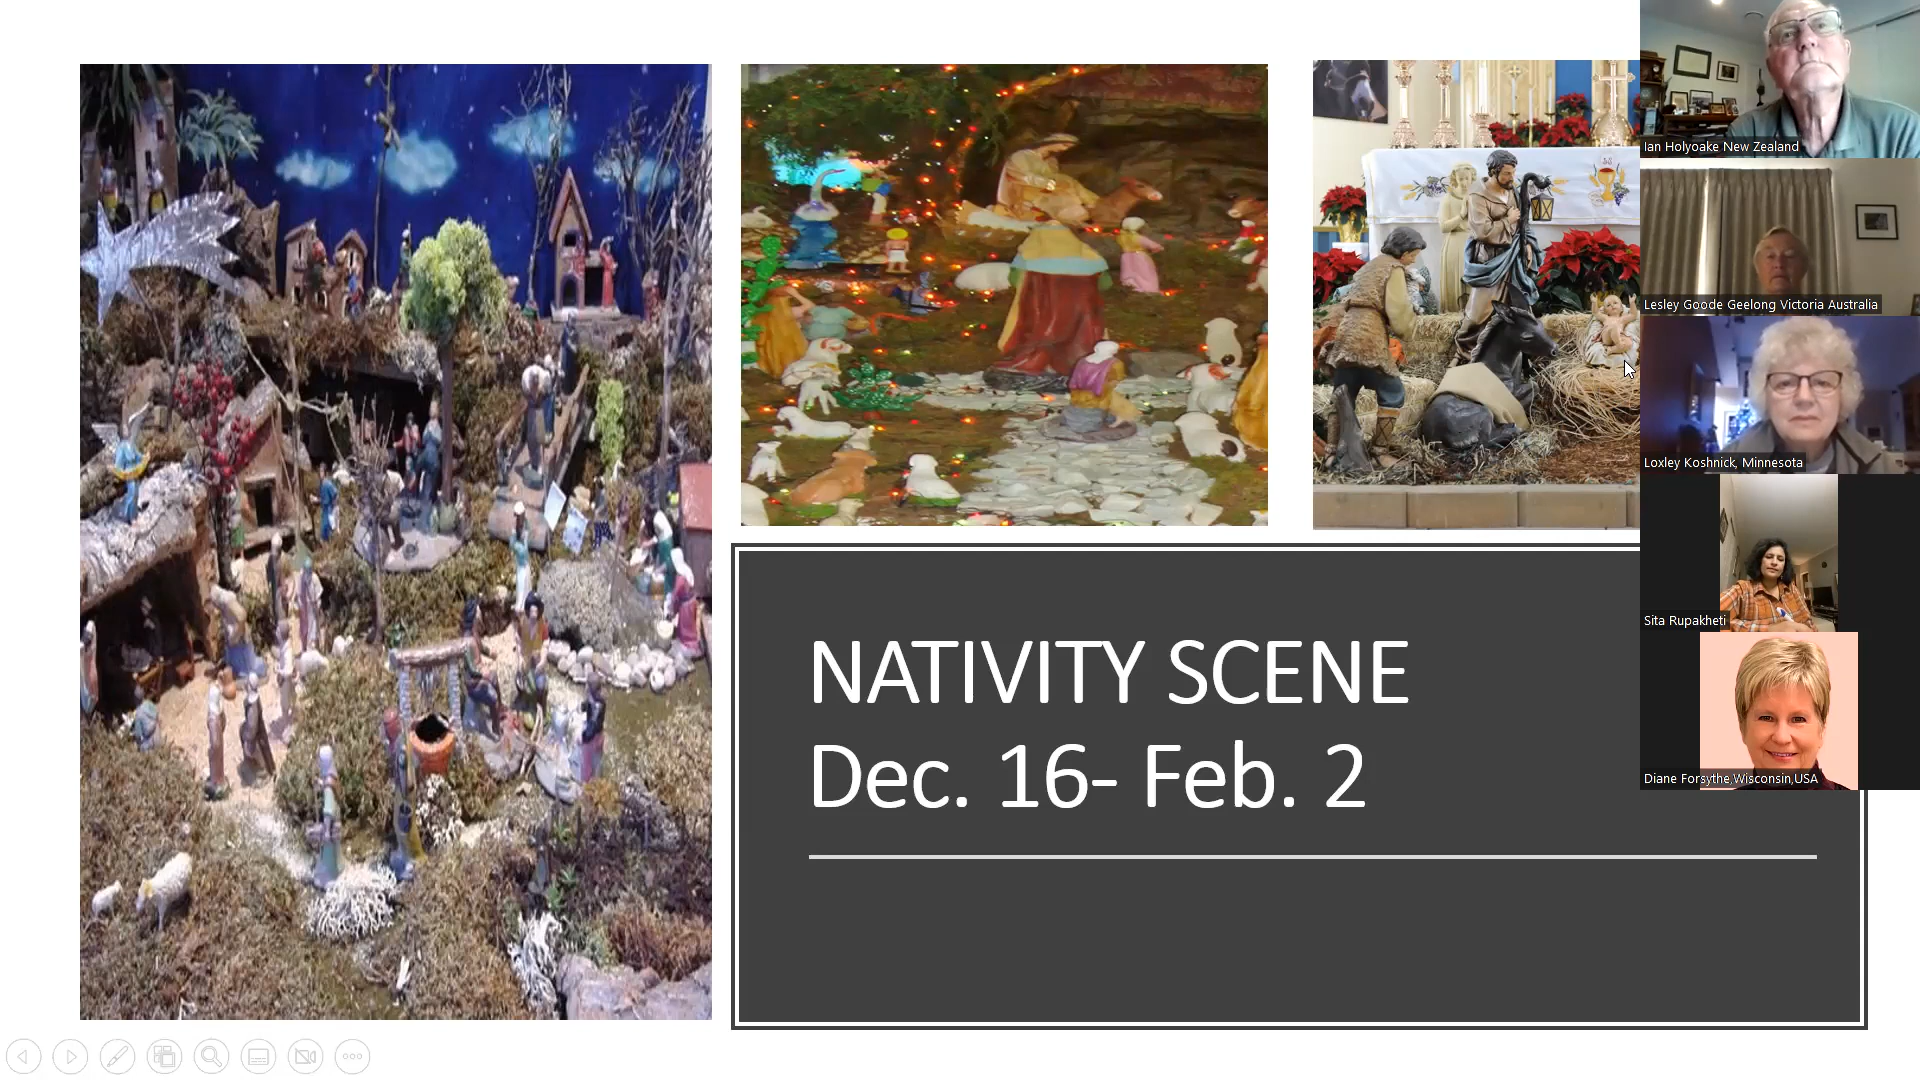 NATIVITY SCENE
Dec. 16- Feb. 2
Ian Holyoake New Zealand
Lesley Goode Geelong Victoria Australia
Loxley Koshnick, Minnesota
Sita Rupakheti
Diane Forsythe,Wisconsin,USA